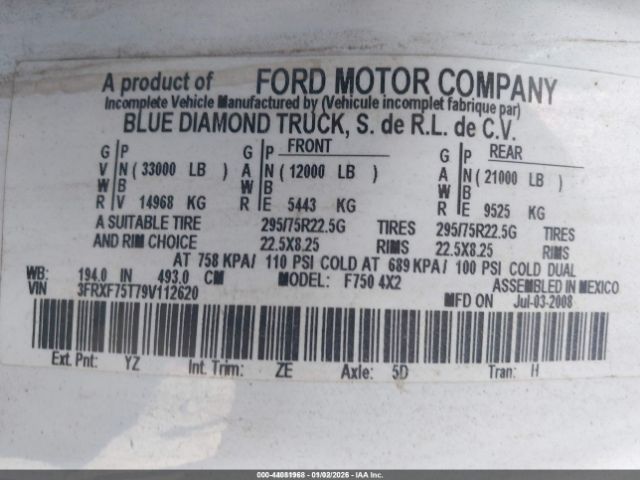 A product of FORD MOTOR COMPANY
Incomplete Vehicle Manufactured by (Vehicule incomplet fabrique par)
BLUE DIAMOND TRUCK, S. de R.L. de C.V.
FRONT REAR
G P G P G P
V N ( 33000 LB ) A N ( 12000 LB ) A N ( 21000 LB )
W B W B W B
R V 14968 KG R E 5443 KG R E 9525 KG
A SUITABLE TIRE 295/75R22.5G TIRES 295/75R22.5G TIRES
AND RIM CHOICE 22.5X8.25 RIMS 22.5X8.25 RIMS
AT 758 KPA/ 110 PSI COLD AT 689 KPA/ 100 PSI COLD DUAL
WB: 194.0 IN 493.0 CM MODEL: F750 4X2 ASSEMBLED IN MEXICO
VIN 3FRXF75T79V112620 MFD ON Jul-03-2008
Ext. Pnt: YZ Int. Trim: ZE Axle: 5D Tran: H
000-44081968 - 01/02/2026 - © IAA Inc.